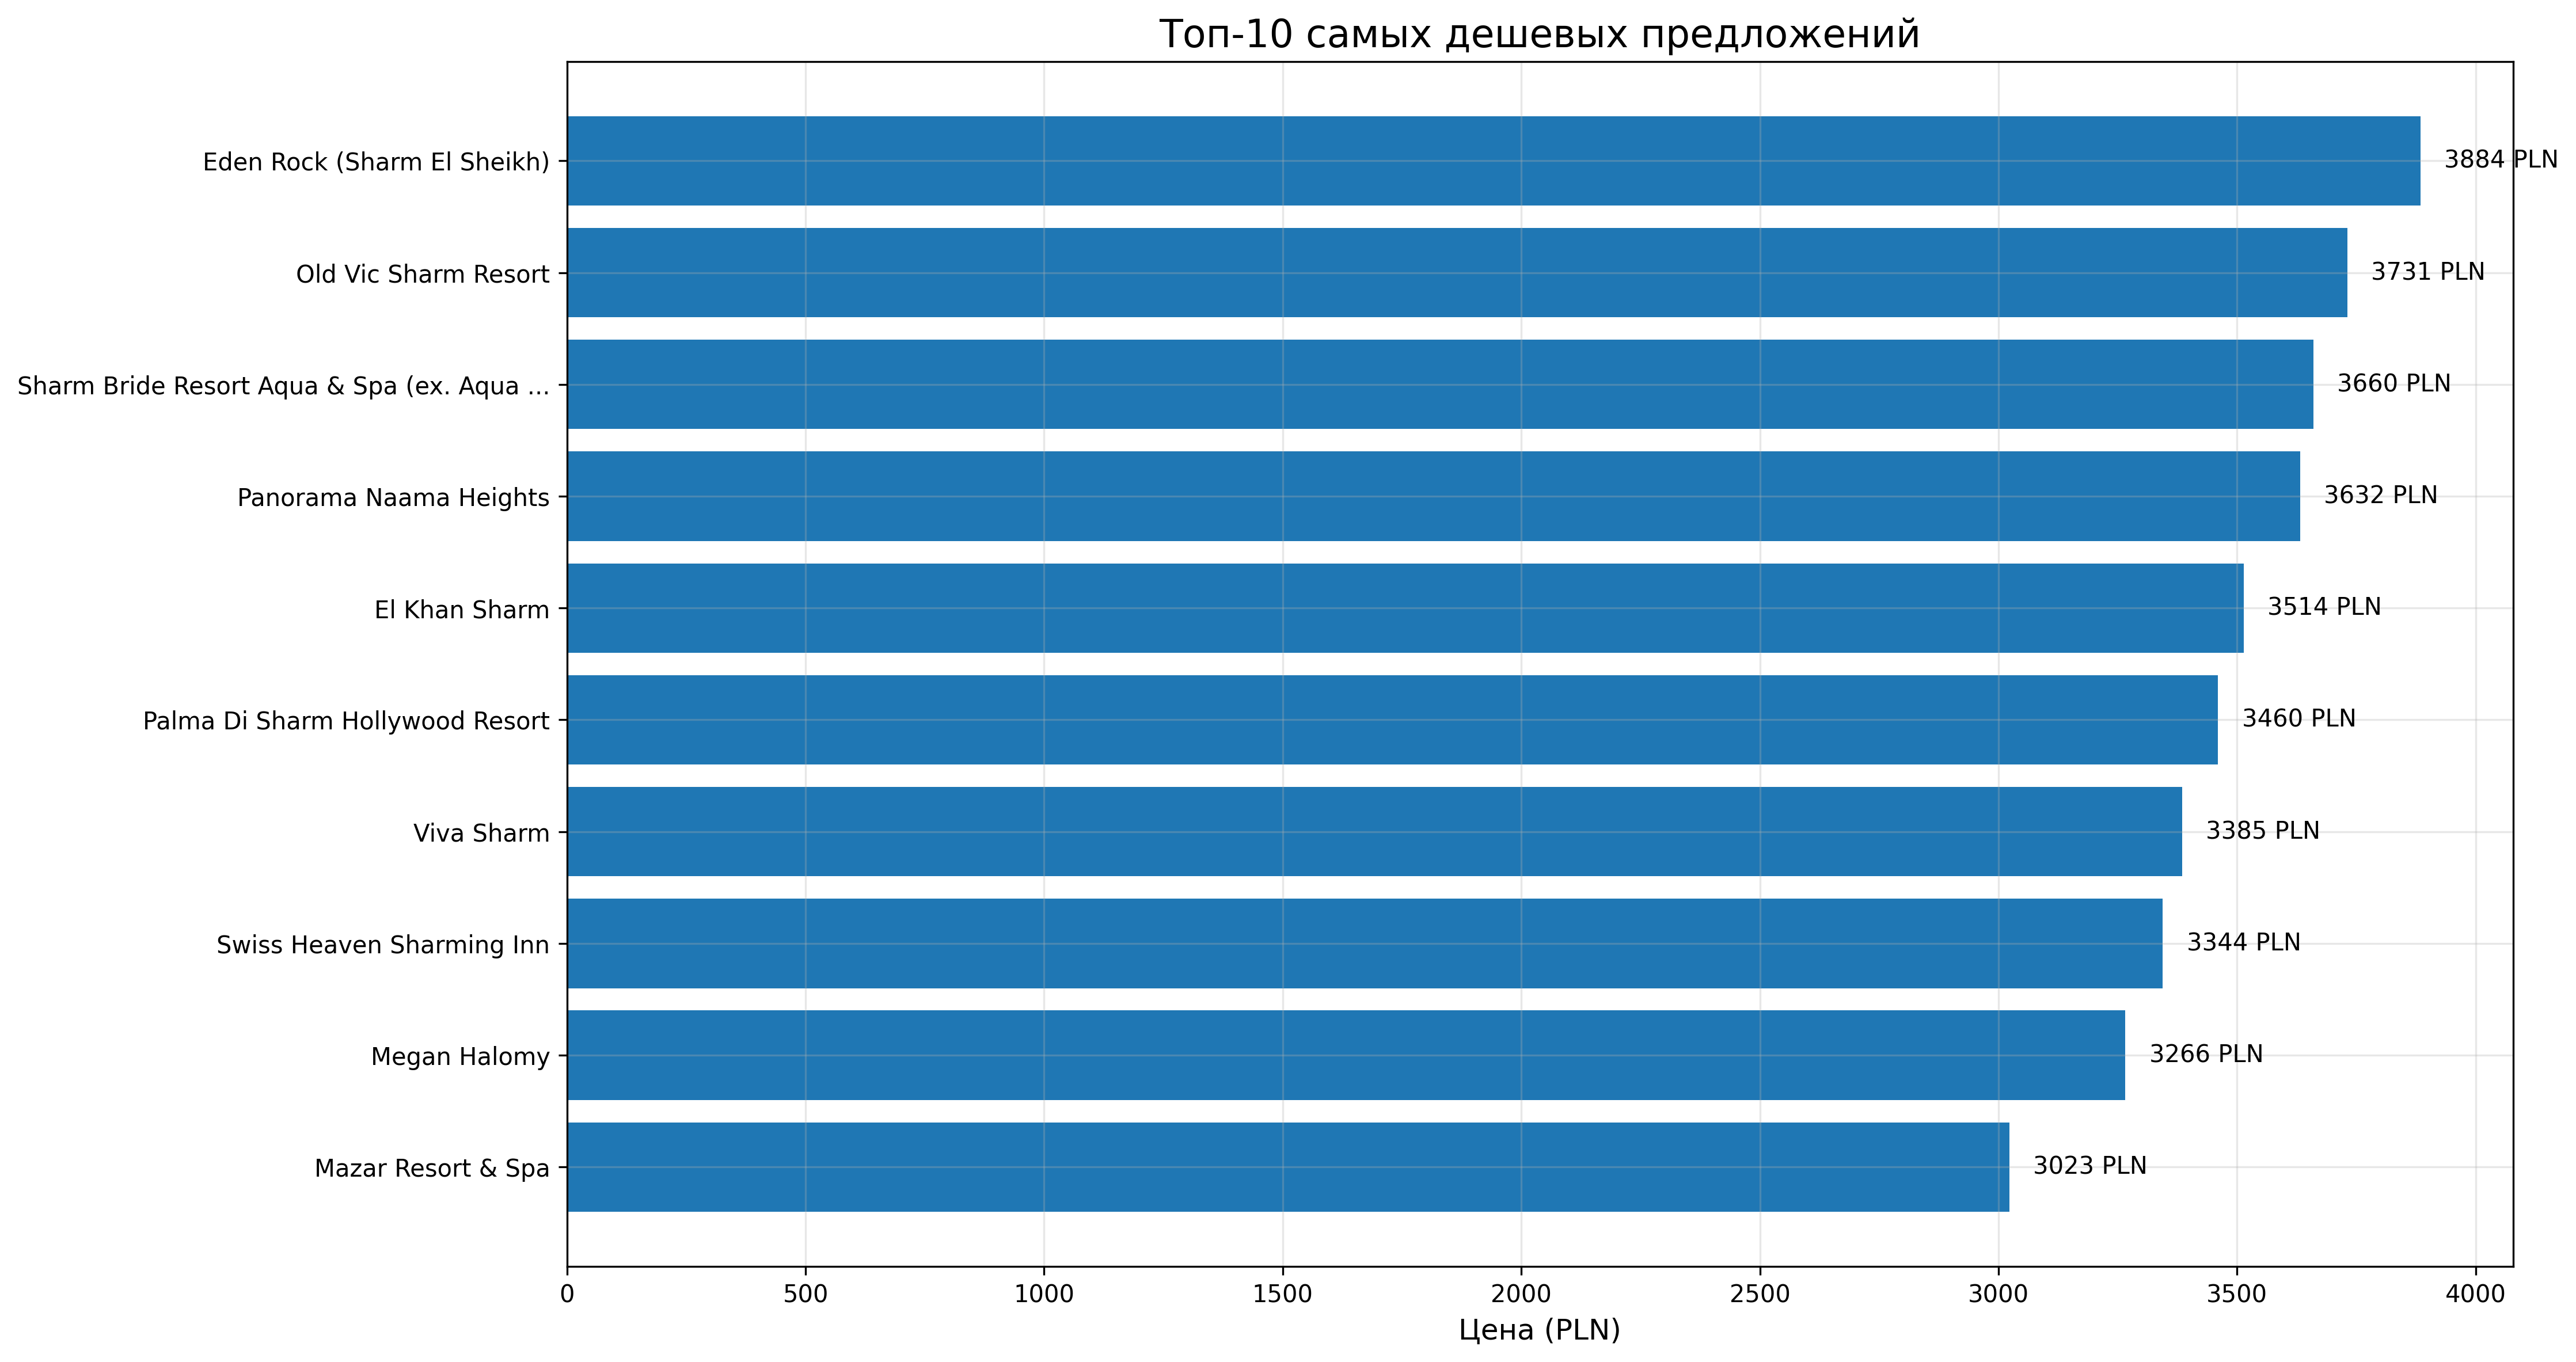 Топ-10 самых дешевых предложений
Eden Rock (Sharm El Sheikh)
3884 PLN
Old Vic Sharm Resort
3731 PLN
Sharm Bride Resort Aqua & Spa (ex. Aqua ...
3660 PLN
Panorama Naama Heights
3632 PLN
El Khan Sharm
3514 PLN
Palma Di Sharm Hollywood Resort
3460 PLN
Viva Sharm
3385 PLN
Swiss Heaven Sharming Inn
3344 PLN
Megan Halomy
3266 PLN
Mazar Resort & Spa
3023 PLN
0 500 1000 1500 2000 2500 3000 3500 4000
Цена (PLN)